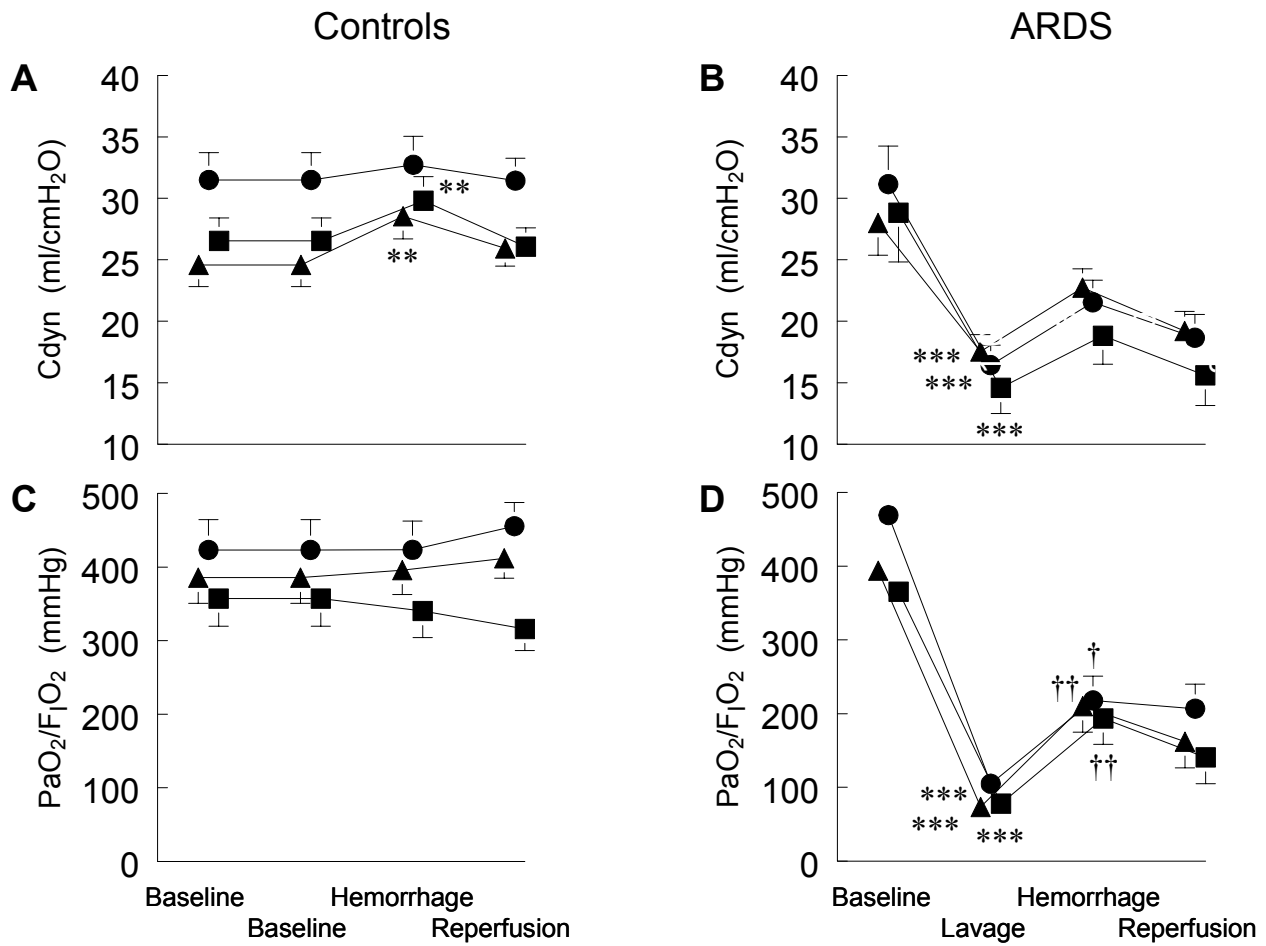 Controls
ARDS
A
B
40
35
30
25
20
15
10
Cdyn (ml/cmH₂O)
**
**
40
35
30
25
20
15
10
Cdyn (ml/cmH₂O)
***
***
***
C
D
500
400
300
200
100
0
PaO₂/FIO₂ (mmHg)
500
400
300
200
100
0
PaO₂/FIO₂ (mmHg)
†
††
††
***
***
***
Baseline
Baseline
Hemorrhage
Reperfusion
Baseline
Lavage
Hemorrhage
Reperfusion